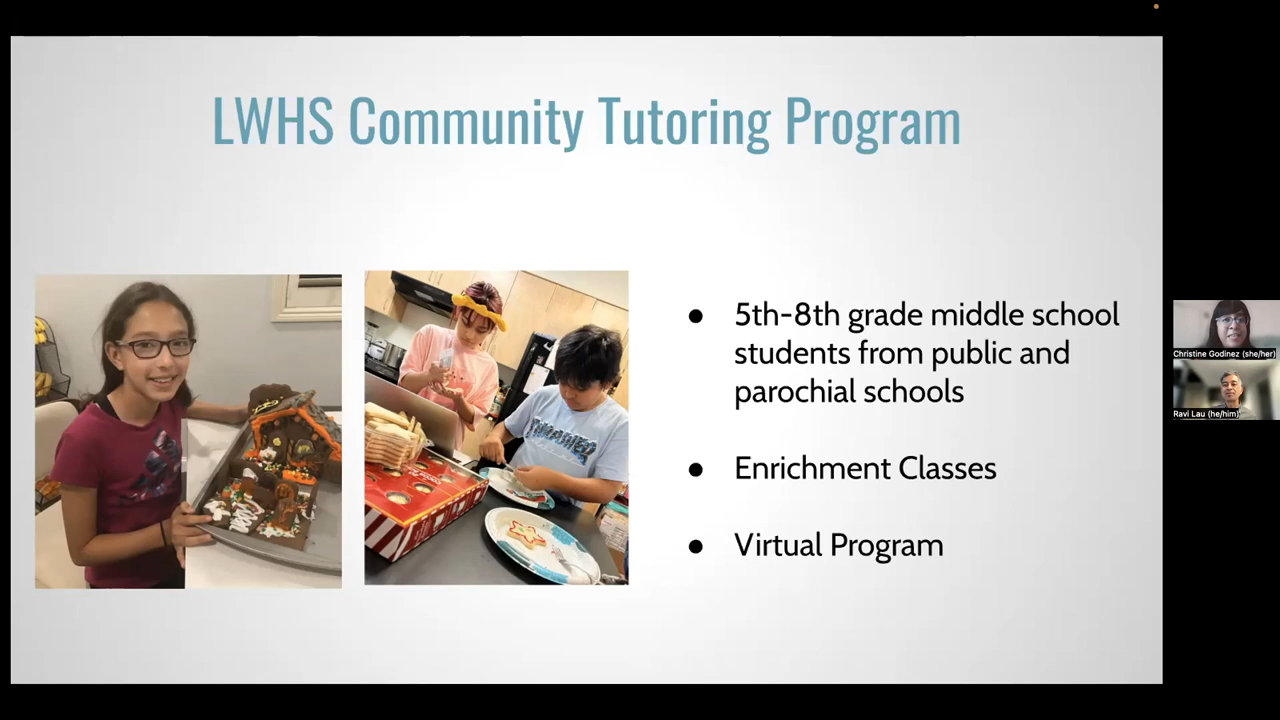 LWHS Community Tutoring Program
● 5th-8th grade middle school
students from public and
parochial schools
● Enrichment Classes
● Virtual Program
THRASHER
Christine Godinez (she/her)
Ravi Lau (he/him)